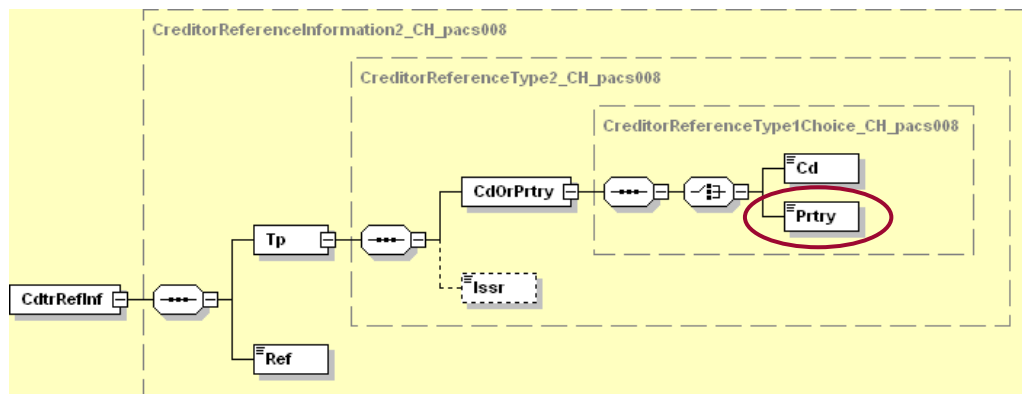 CreditorReferenceInformation2_CH_pacs008
CreditorReferenceType2_CH_pacs008
CreditorReferenceType1Choice_CH_pacs008
Cd
CdOrPrtry
Prtry
Tp
Issr
CdtrRefInf
Ref